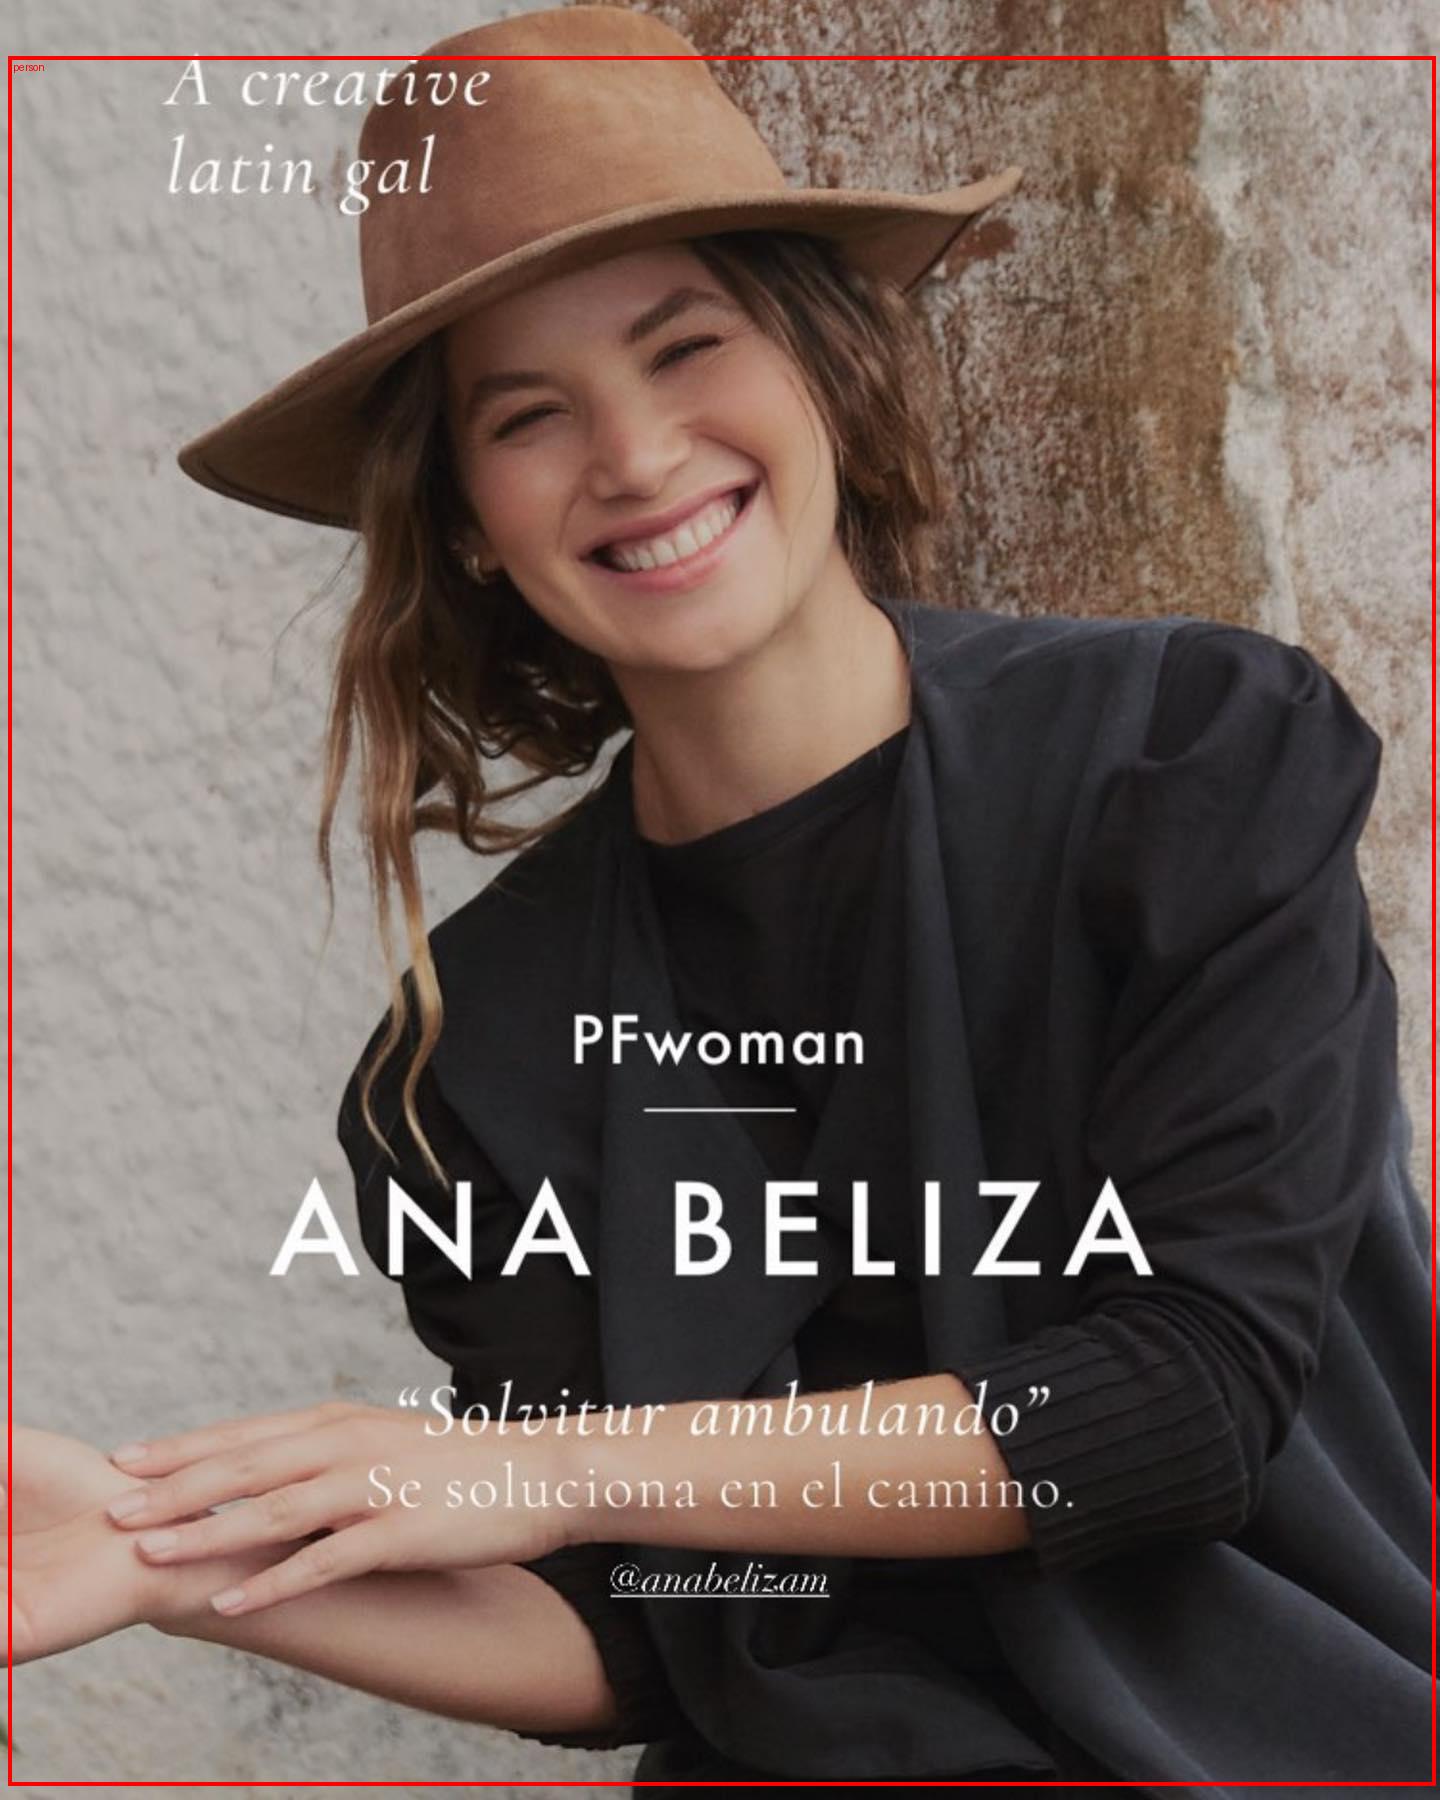 A creative
latin gal
PFwoman
ANA BELIZA
“Solvitur ambulando”
Se soluciona en el camino.
@anabelizam
person